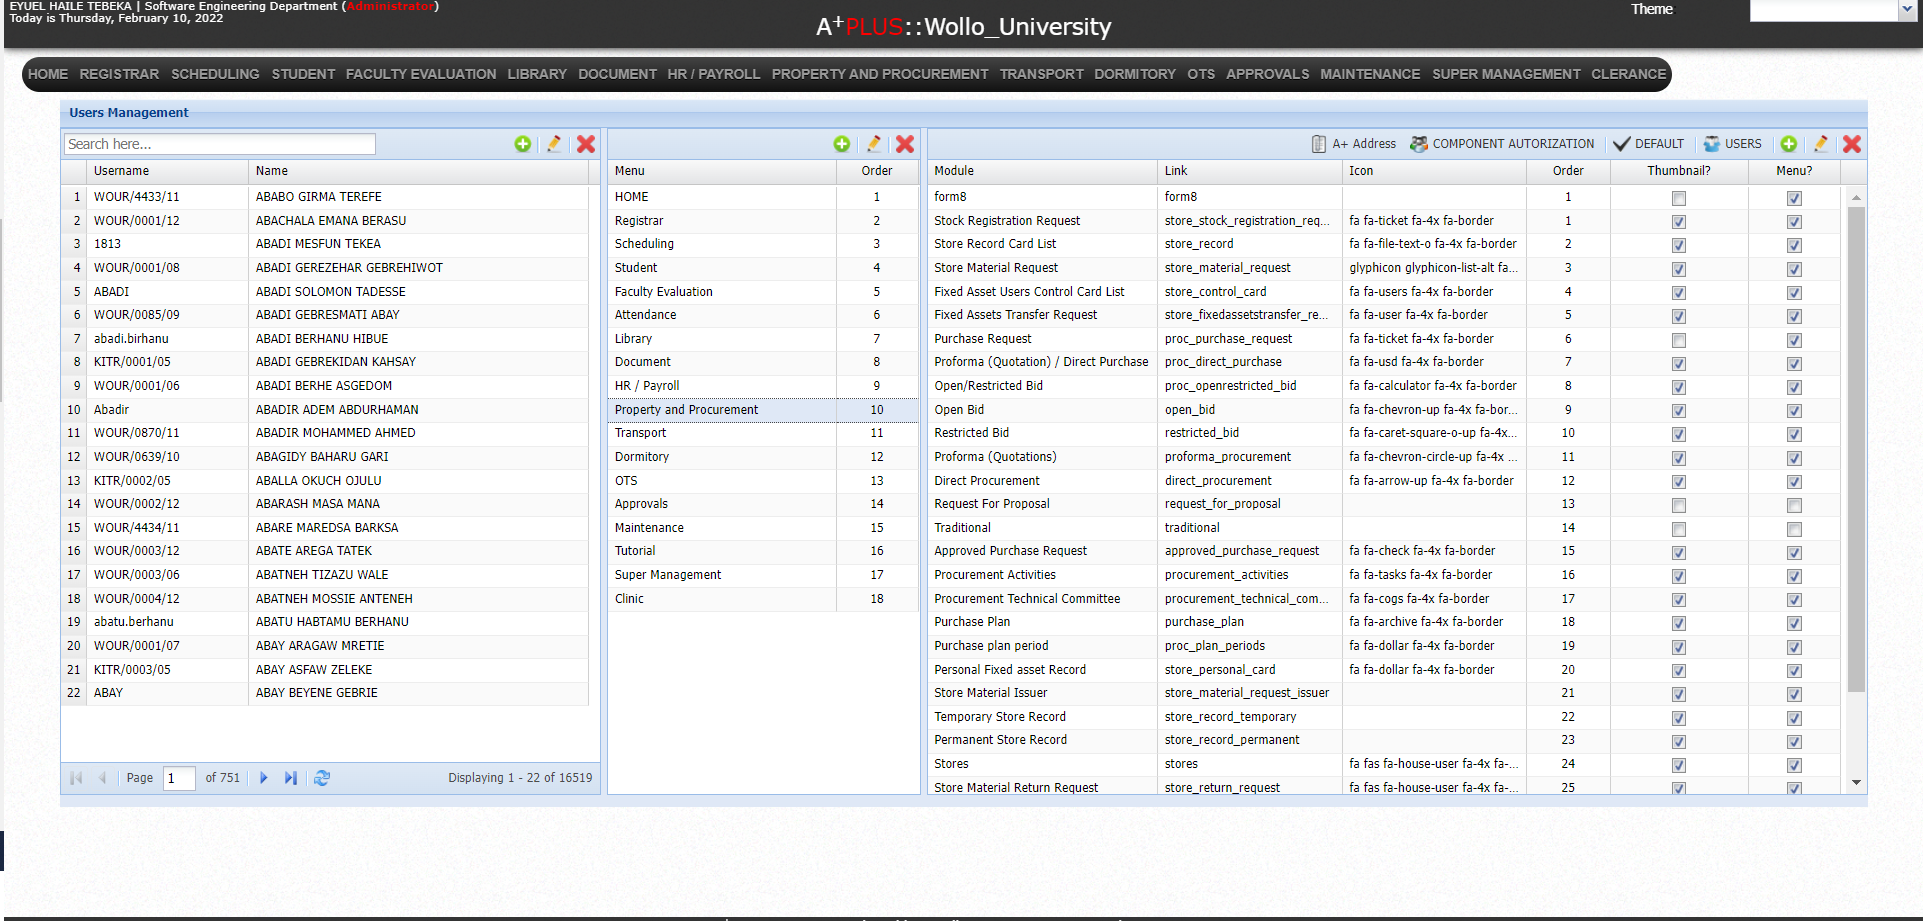 EYUEL HAILE TEBEKA | Software Engineering Department (Administrator)
Today is Thursday, February 10, 2022
A+PLUS::Wollo_University
Theme
HOME REGISTRAR SCHEDULING STUDENT FACULTY EVALUATION LIBRARY DOCUMENT HR / PAYROLL PROPERTY AND PROCUREMENT TRANSPORT DORMITORY OTS APPROVALS MAINTENANCE SUPER MANAGEMENT CLERANCE
Users Management
Search here...
Username Name
1 WOUR/4433/11 ABABO GIRMA TEREFE
2 WOUR/0001/12 ABACHALA EMANA BERASU
3 1813 ABADI MESFUN TEKEA
4 WOUR/0001/08 ABADI GEREZEHAR GEBREHIWOT
5 ABADI ABADI SOLOMON TADESSE
6 WOUR/0085/09 ABADI GEBRESMATI ABAY
7 abadi.birhanu ABADI BERHANU HIBUE
8 KITR/0001/05 ABADI GEBREKIDAN KAHSAY
9 WOUR/0001/06 ABADI BERHE ASGEDOM
10 Abadir ABADIR ADEM ABDURHAMAN
11 WOUR/0870/11 ABADIR MOHAMMED AHMED
12 WOUR/0639/10 ABAGIDY BAHARU GARI
13 KITR/0002/05 ABALLA OKUCH OJULU
14 WOUR/0002/12 ABARASH MASA MANA
15 WOUR/4434/11 ABARE MAREDSA BARKSA
16 WOUR/0003/12 ABATE AREGA TATEK
17 WOUR/0003/06 ABATNEH TIZAZU WALE
18 WOUR/0004/12 ABATNEH MOSSIE ANTENEH
19 abatu.berhanu ABATU HABTAMU BERHANU
20 WOUR/0001/07 ABAY ARAGAW MRETIE
21 KITR/0003/05 ABAY ASFAW ZELEKE
22 ABAY ABAY BEYENE GEBRIE
Page 1 of 751 Displaying 1 - 22 of 16519
Menu Order
HOME 1
Registrar 2
Scheduling 3
Student 4
Faculty Evaluation 5
Attendance 6
Library 7
Document 8
HR / Payroll 9
Property and Procurement 10
Transport 11
Dormitory 12
OTS 13
Approvals 14
Maintenance 15
Tutorial 16
Super Management 17
Clinic 18
A+ Address COMPONENT AUTORIZATION DEFAULT USERS
Module Link Icon Order Thumbnail? Menu?
form8 form8 1
Stock Registration Request store_stock_registration_req... fa fa-ticket fa-4x fa-border 1
Store Record Card List store_record fa fa-file-text-o fa-4x fa-border 2
Store Material Request store_material_request glyphicon glyphicon-list-alt fa... 3
Fixed Asset Users Control Card List store_control_card fa fa-users fa-4x fa-border 4
Fixed Assets Transfer Request store_fixedassetstransfer_re... fa fa-user fa-4x fa-border 5
Purchase Request proc_purchase_request fa fa-ticket fa-4x fa-border 6
Proforma (Quotation) / Direct Purchase proc_direct_purchase fa fa-usd fa-4x fa-border 7
Open/Restricted Bid proc_openrestricted_bid fa fa-calculator fa-4x fa-border 8
Open Bid open_bid fa fa-chevron-up fa-4x fa-bor... 9
Restricted Bid restricted_bid fa fa-caret-square-o-up fa-4x... 10
Proforma (Quotations) proforma_procurement fa fa-chevron-circle-up fa-4x ... 11
Direct Procurement direct_procurement fa fa-arrow-up fa-4x fa-border 12
Request For Proposal request_for_proposal 13
Traditional traditional 14
Approved Purchase Request approved_purchase_request fa fa-check fa-4x fa-border 15
Procurement Activities procurement_activities fa fa-tasks fa-4x fa-border 16
Procurement Technical Committee procurement_technical_com... fa fa-cogs fa-4x fa-border 17
Purchase Plan purchase_plan fa fa-archive fa-4x fa-border 18
Purchase plan period proc_plan_periods fa fa-dollar fa-4x fa-border 19
Personal Fixed asset Record store_personal_card fa fa-dollar fa-4x fa-border 20
Store Material Issuer store_material_request_issuer 21
Temporary Store Record store_record_temporary 22
Permanent Store Record store_record_permanent 23
Stores stores fa fas fa-house-user fa-4x fa-... 24
Store Material Return Request store_return_request fa fas fa-house-user fa-4x fa-... 25